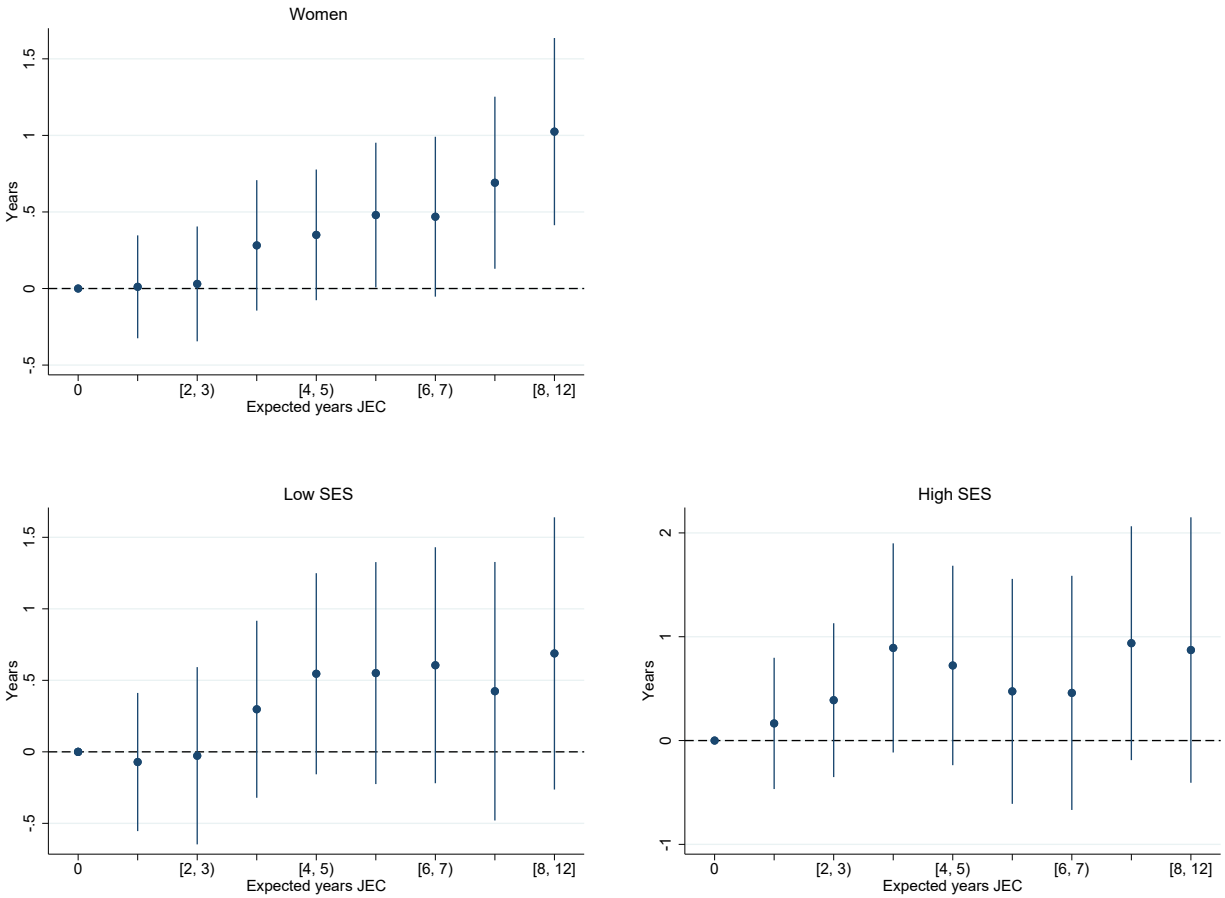 Women
Years
1.5
1
.5
0
-.5
0 [2, 3) [4, 5) [6, 7) [8, 12]
Expected years JEC
Low SES
Years
1.5
1
.5
0
-.5
0 [2, 3) [4, 5) [6, 7) [8, 12]
Expected years JEC
High SES
Years
2
1
0
-1
0 [2, 3) [4, 5) [6, 7) [8, 12]
Expected years JEC